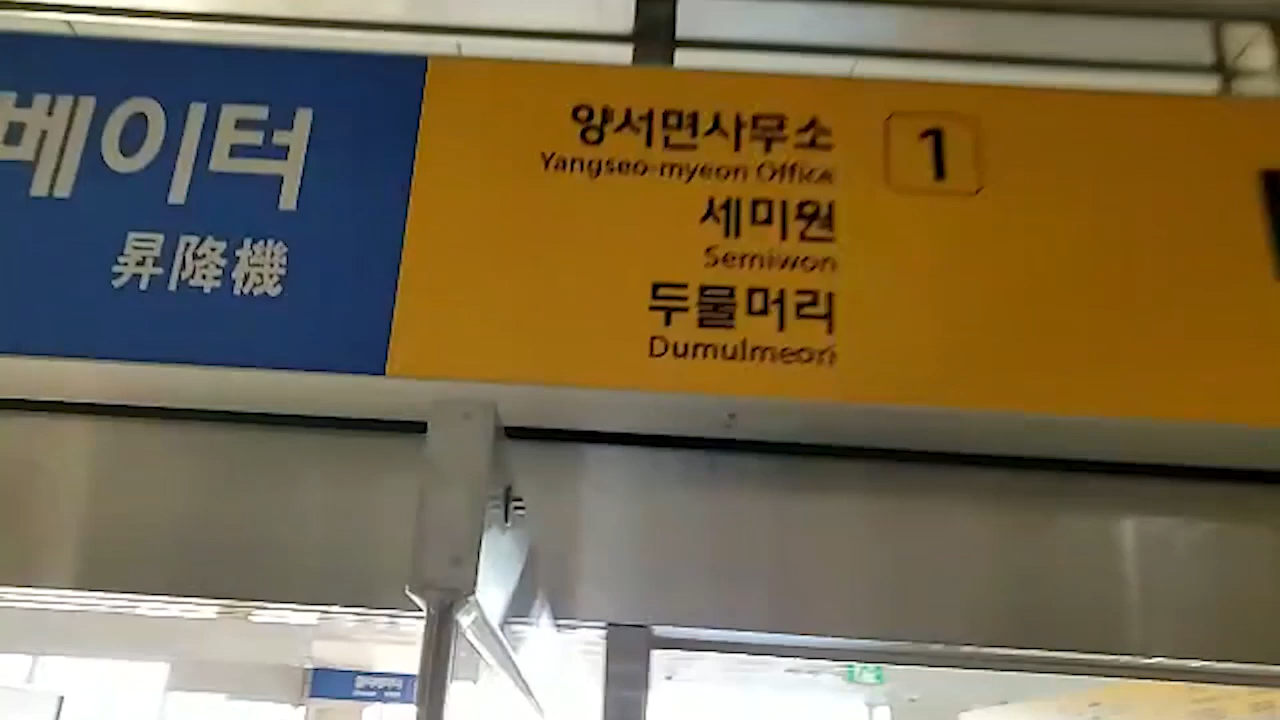 베이터
昇降機
양서면사무소 1
Yangseo-myeon Office
세미원
Semiwon
두물머리
Dumulmeori